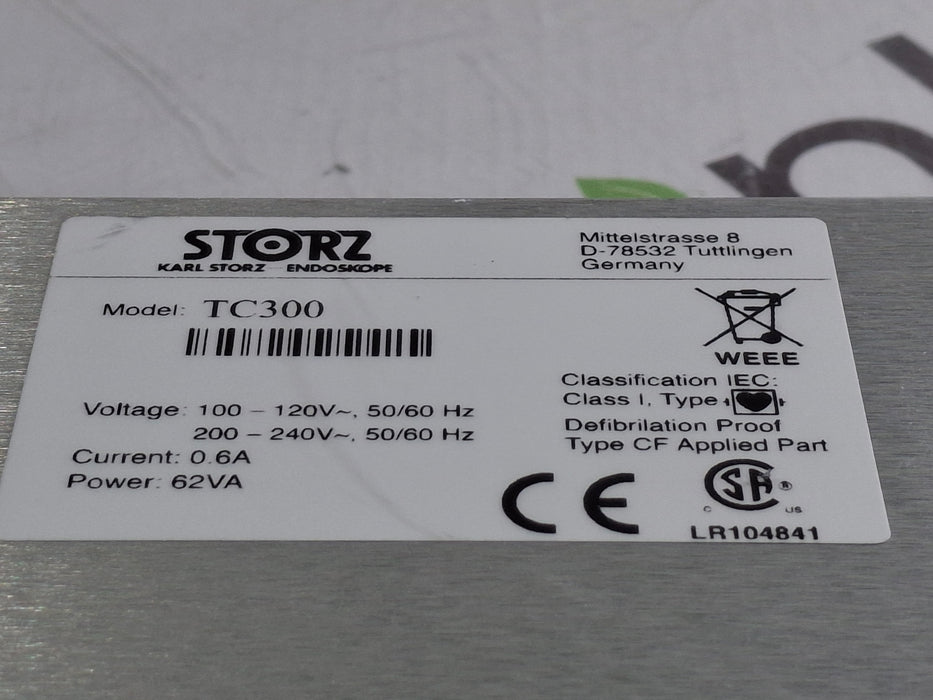 STORZ
KARL STORZ ENDOSKOPE
Mittelstrasse 8
D-78532 Tuttlingen
Germany
Model: TC300
WEEE
Voltage: 100 – 120V~, 50/60 Hz
200 – 240V~, 50/60 Hz
Current: 0.6A
Power: 62VA
Classification IEC:
Class I, Type
Defibrilation Proof
Type CF Applied Part
CE
SA ®
C US
LR104841